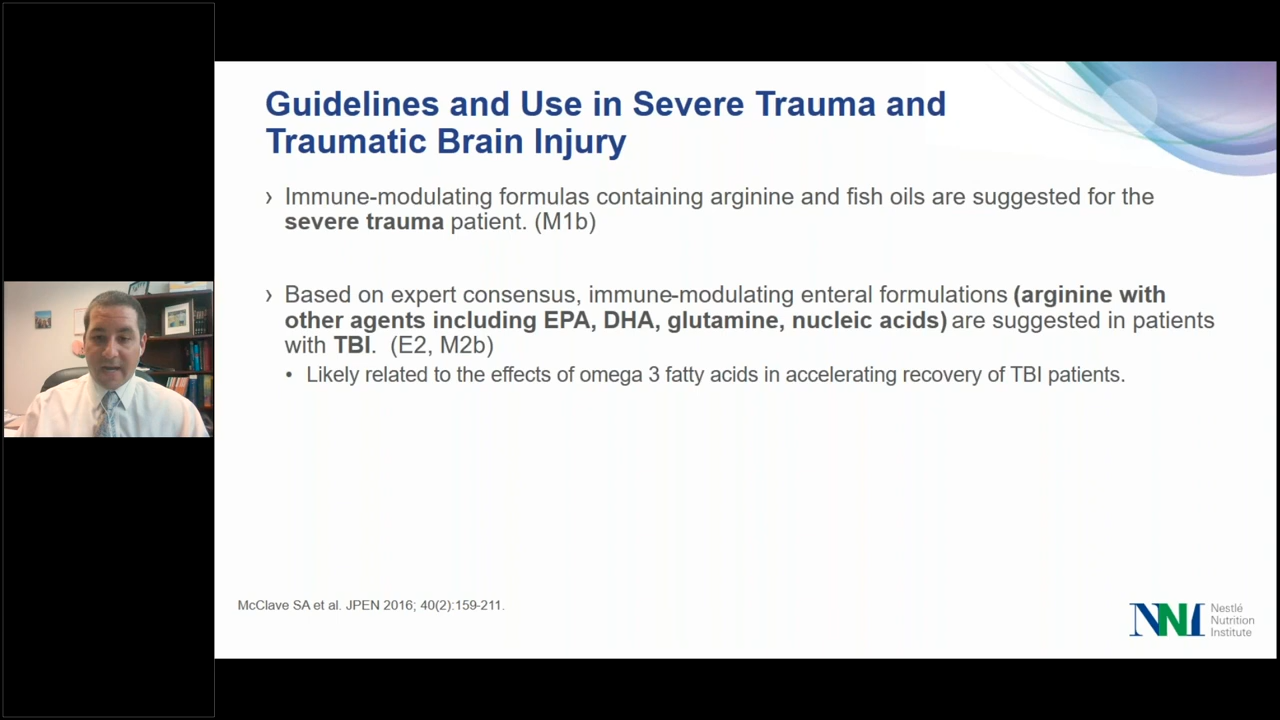 Guidelines and Use in Severe Trauma and
Traumatic Brain Injury
› Immune-modulating formulas containing arginine and fish oils are suggested for the
severe trauma patient. (M1b)
› Based on expert consensus, immune-modulating enteral formulations (arginine with
other agents including EPA, DHA, glutamine, nucleic acids) are suggested in patients
with TBI. (E2, M2b)
• Likely related to the effects of omega 3 fatty acids in accelerating recovery of TBI patients.
McClave SA et al. JPEN 2016; 40(2):159-211.
NNI
Nestlé
Nutrition
Institute